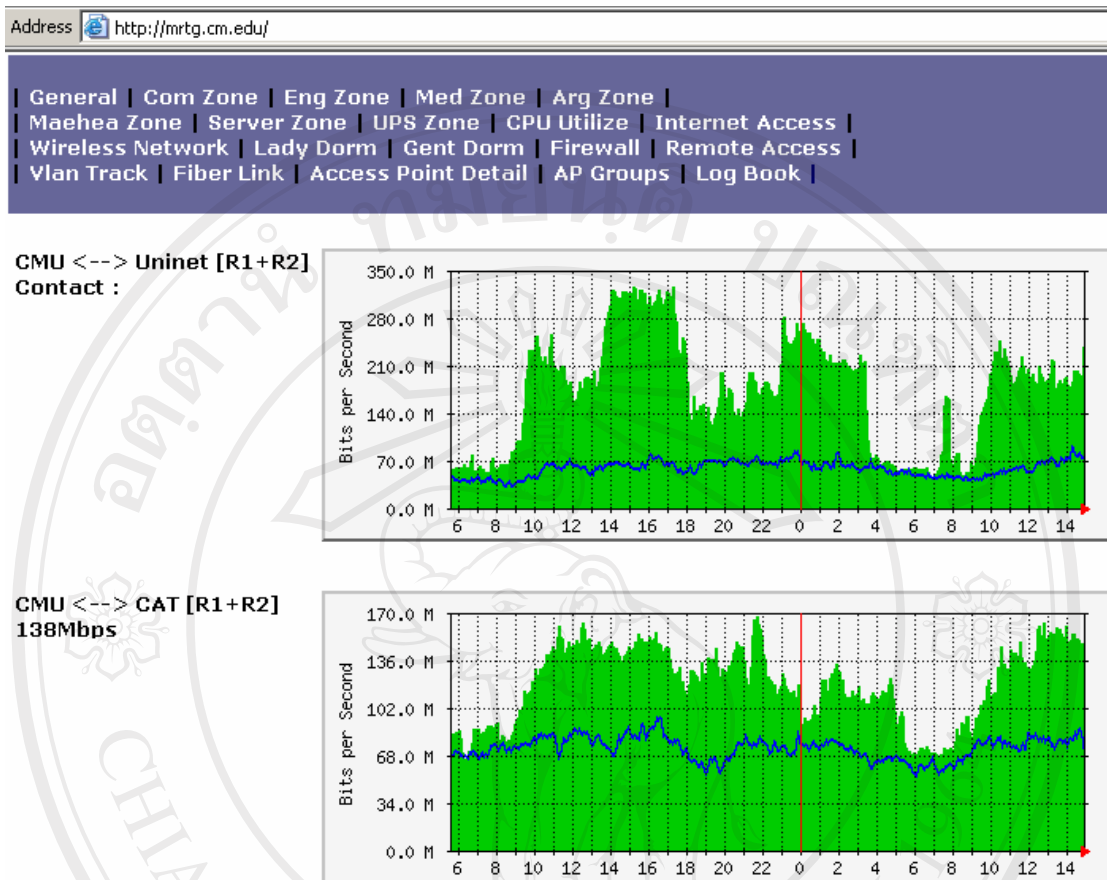 Address http://mrtg.cm.edu/
| General | Com Zone | Eng Zone | Med Zone | Arg Zone |
| Maehea Zone | Server Zone | UPS Zone | CPU Utilize | Internet Access |
| Wireless Network | Lady Dorm | Gent Dorm | Firewall | Remote Access |
| Vlan Track | Fiber Link | Access Point Detail | AP Groups | Log Book |
CMU <--> Uninet [R1+R2]
Contact :
Bits per Second
350.0 M
280.0 M
210.0 M
140.0 M
70.0 M
0.0 M
6 8 10 12 14 16 18 20 22 0 2 4 6 8 10 12 14
CMU <--> CAT [R1+R2]
138Mbps
Bits per Second
170.0 M
136.0 M
102.0 M
68.0 M
34.0 M
0.0 M
6 8 10 12 14 16 18 20 22 0 2 4 6 8 10 12 14